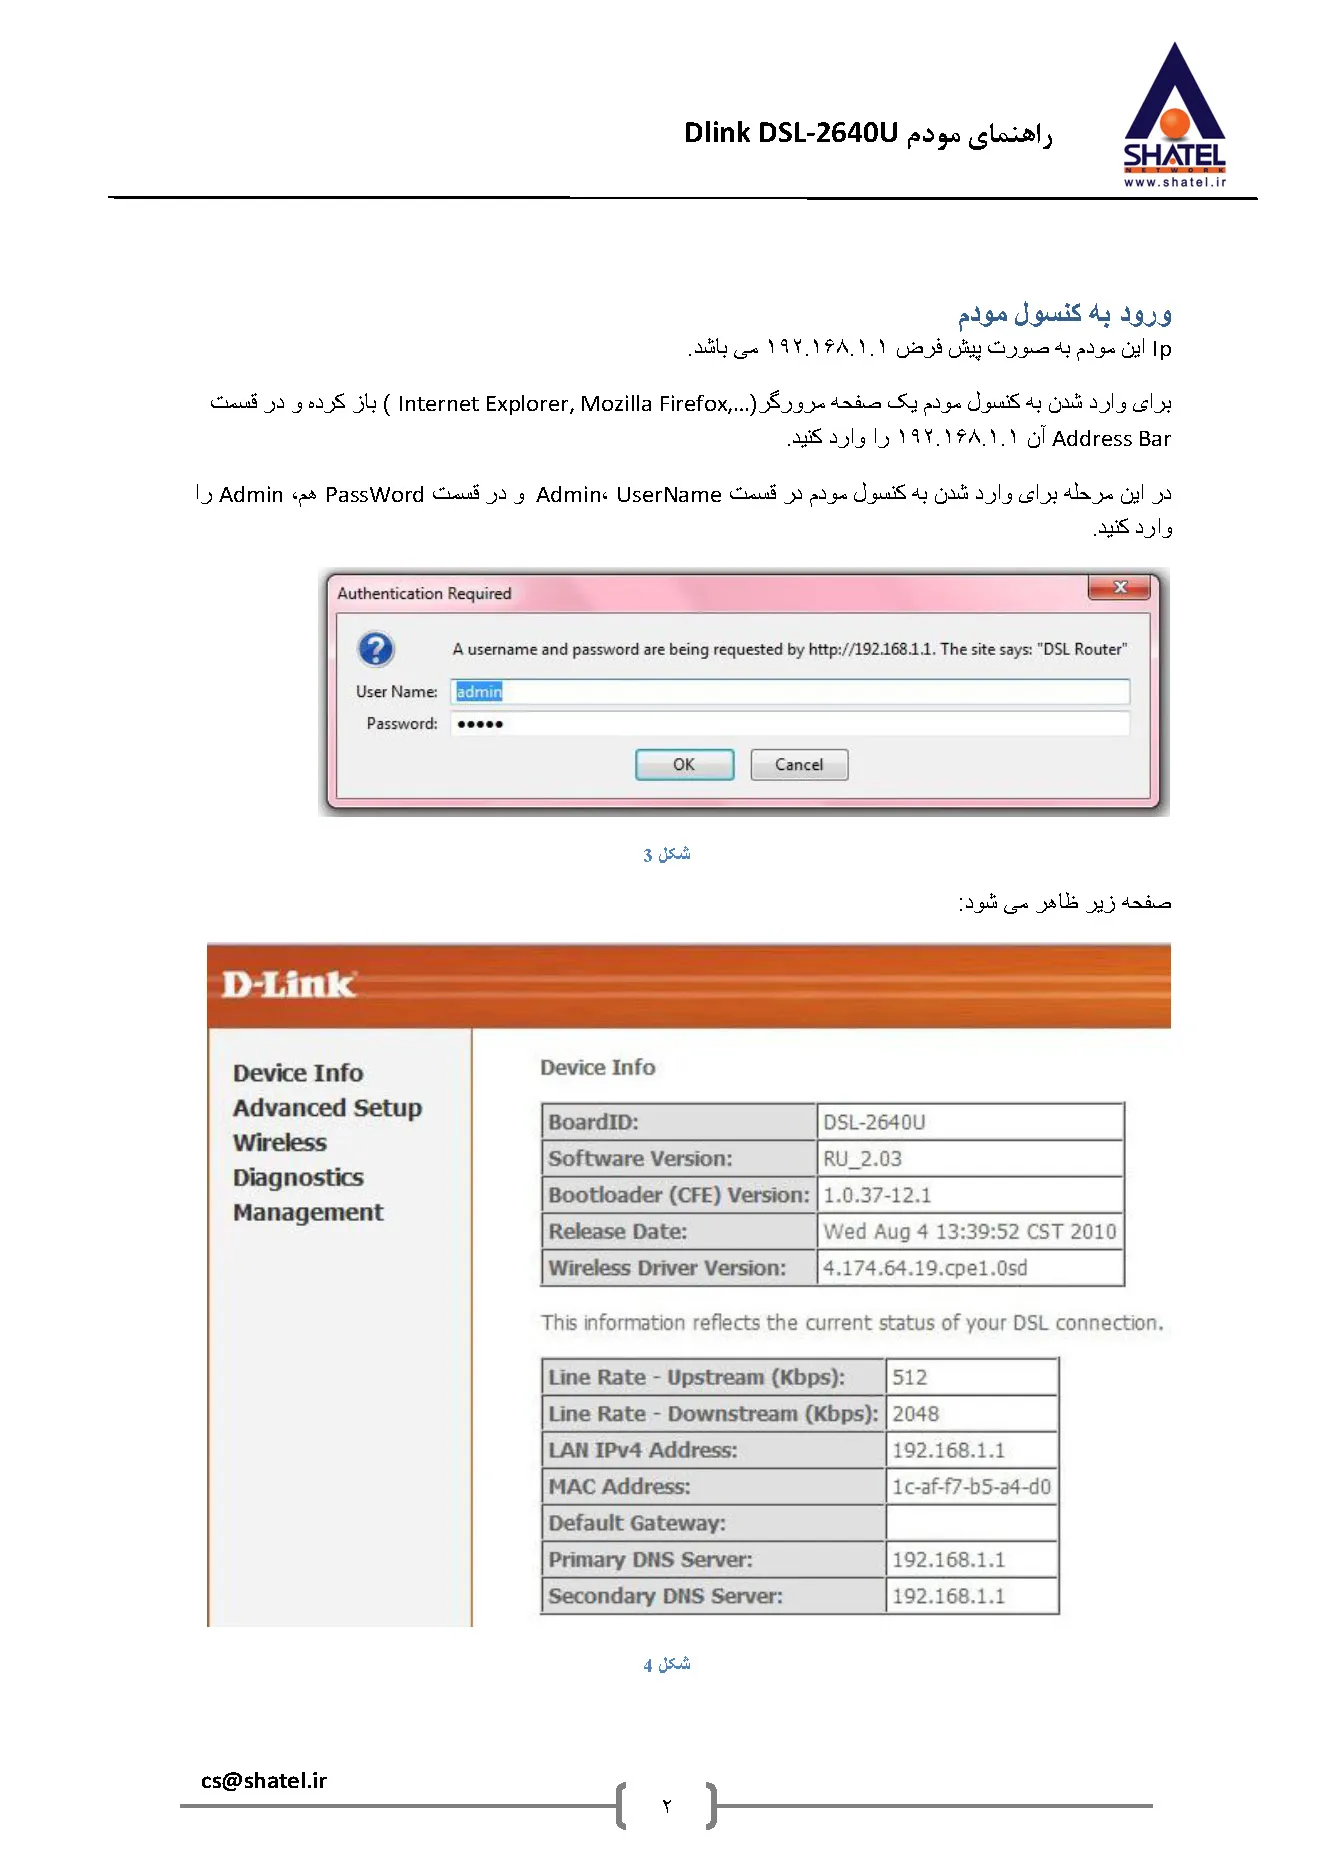 SHATEL
NETWORK
www.shatel.ir
راهنمای مودم Dlink DSL-2640U
ورود به کنسول مودم
Ip این مودم به صورت پیش فرض ۱۹۲.۱۶۸.۱.۱ می باشد.
برای وارد شدن به کنسول مودم یک صفحه مرورگر(Internet Explorer, Mozilla Firefox,... ) باز کرده و در قسمت
Address Bar آن ۱۹۲.۱۶۸.۱.۱ را وارد کنید.
در این مرحله برای وارد شدن به کنسول مودم در قسمت Admin، UserName و در قسمت PassWord هم، Admin را
وارد کنید.
Authentication Required
A username and password are being requested by http://192.168.1.1. The site says: "DSL Router"
User Name: admin
Password: •••••
OK Cancel
شکل 3
صفحه زیر ظاهر می شود:
D-Link
Device Info
Advanced Setup
Wireless
Diagnostics
Management
Device Info
BoardID: DSL-2640U
Software Version: RU_2.03
Bootloader (CFE) Version: 1.0.37-12.1
Release Date: Wed Aug 4 13:39:52 CST 2010
Wireless Driver Version: 4.174.64.19.cpe1.0sd
This information reflects the current status of your DSL connection.
Line Rate - Upstream (Kbps): 512
Line Rate - Downstream (Kbps): 2048
LAN IPv4 Address: 192.168.1.1
MAC Address: 1c-af-f7-b5-a4-d0
Default Gateway:
Primary DNS Server: 192.168.1.1
Secondary DNS Server: 192.168.1.1
شکل 4
cs@shatel.ir
۲